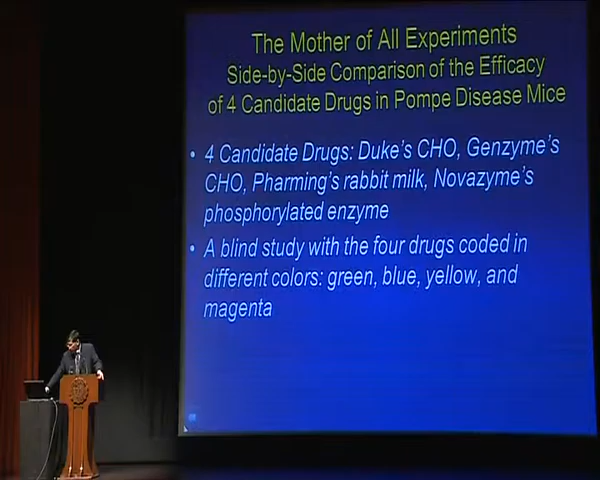 The Mother of All Experiments
Side-by-Side Comparison of the Efficacy
of 4 Candidate Drugs in Pompe Disease Mice
• 4 Candidate Drugs: Duke's CHO, Genzyme's
CHO, Pharming's rabbit milk, Novazyme's
phosphorylated enzyme
• A blind study with the four drugs coded in
different colors: green, blue, yellow, and
magenta